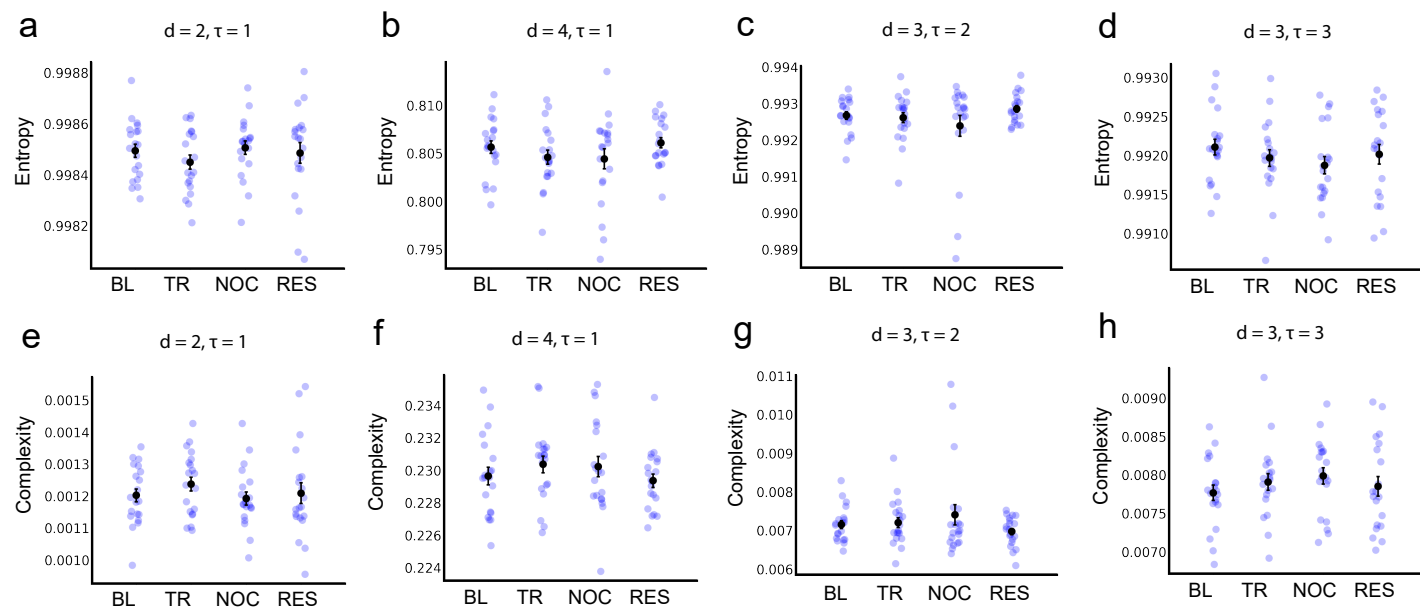 a
d = 2, τ = 1
Entropy
0.9988
0.9986
0.9984
0.9982
BL TR NOC RES
b
d = 4, τ = 1
Entropy
0.810
0.805
0.800
0.795
BL TR NOC RES
c
d = 3, τ = 2
Entropy
0.994
0.993
0.992
0.991
0.990
0.989
BL TR NOC RES
d
d = 3, τ = 3
Entropy
0.9930
0.9925
0.9920
0.9915
0.9910
BL TR NOC RES
e
d = 2, τ = 1
Complexity
0.0015
0.0014
0.0013
0.0012
0.0011
0.0010
BL TR NOC RES
f
d = 4, τ = 1
Complexity
0.234
0.232
0.230
0.228
0.226
0.224
BL TR NOC RES
g
d = 3, τ = 2
Complexity
0.011
0.010
0.009
0.008
0.007
0.006
BL TR NOC RES
h
d = 3, τ = 3
Complexity
0.0090
0.0085
0.0080
0.0075
0.0070
BL TR NOC RES